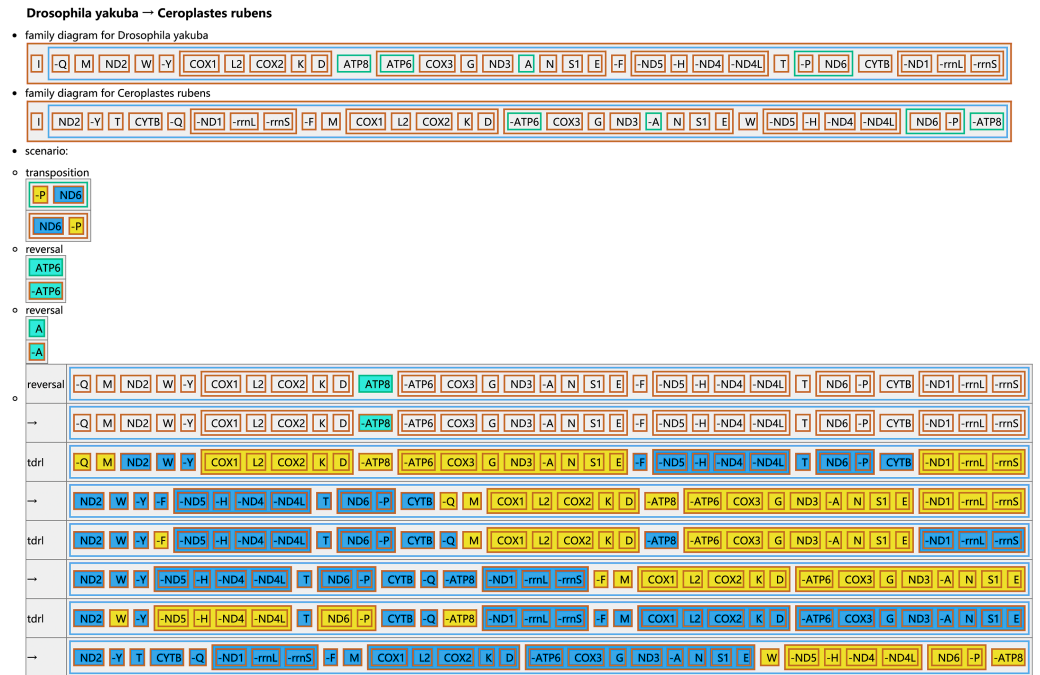 Drosophila yakuba → Ceroplastes rubens
family diagram for Drosophila yakuba
I -Q M ND2 W -Y COX1 L2 COX2 K D ATP8 ATP6 COX3 G ND3 A N S1 E -F -ND5 -H -ND4 -ND4L T -P ND6 CYTB -ND1 -rrnL -rrnS
family diagram for Ceroplastes rubens
I ND2 -Y T CYTB -Q -ND1 -rrnL -rrnS -F M COX1 L2 COX2 K D -ATP6 COX3 G ND3 -A N S1 E W -ND5 -H -ND4 -ND4L ND6 -P -ATP8
scenario:
transposition
-P ND6
ND6 -P
reversal
ATP6
-ATP6
reversal
A
-A
reversal -Q M ND2 W -Y COX1 L2 COX2 K D ATP8 -ATP6 COX3 G ND3 -A N S1 E -F -ND5 -H -ND4 -ND4L T ND6 -P CYTB -ND1 -rrnL -rrnS
→ -Q M ND2 W -Y COX1 L2 COX2 K D -ATP8 -ATP6 COX3 G ND3 -A N S1 E -F -ND5 -H -ND4 -ND4L T ND6 -P CYTB -ND1 -rrnL -rrnS
tdrl -Q M ND2 W -Y COX1 L2 COX2 K D -ATP8 -ATP6 COX3 G ND3 -A N S1 E -F -ND5 -H -ND4 -ND4L T ND6 -P CYTB -ND1 -rrnL -rrnS
→ ND2 W -Y -F -ND5 -H -ND4 -ND4L T ND6 -P CYTB -Q M COX1 L2 COX2 K D -ATP8 -ATP6 COX3 G ND3 -A N S1 E -ND1 -rrnL -rrnS
tdrl ND2 W -Y -F -ND5 -H -ND4 -ND4L T ND6 -P CYTB -Q M COX1 L2 COX2 K D -ATP8 -ATP6 COX3 G ND3 -A N S1 E -ND1 -rrnL -rrnS
→ ND2 W -Y -ND5 -H -ND4 -ND4L T ND6 -P CYTB -Q -ATP8 -ND1 -rrnL -rrnS -F M COX1 L2 COX2 K D -ATP6 COX3 G ND3 -A N S1 E
tdrl ND2 W -Y -ND5 -H -ND4 -ND4L T ND6 -P CYTB -Q -ATP8 -ND1 -rrnL -rrnS -F M COX1 L2 COX2 K D -ATP6 COX3 G ND3 -A N S1 E
→ ND2 -Y T CYTB -Q -ND1 -rrnL -rrnS -F M COX1 L2 COX2 K D -ATP6 COX3 G ND3 -A N S1 E W -ND5 -H -ND4 -ND4L ND6 -P -ATP8